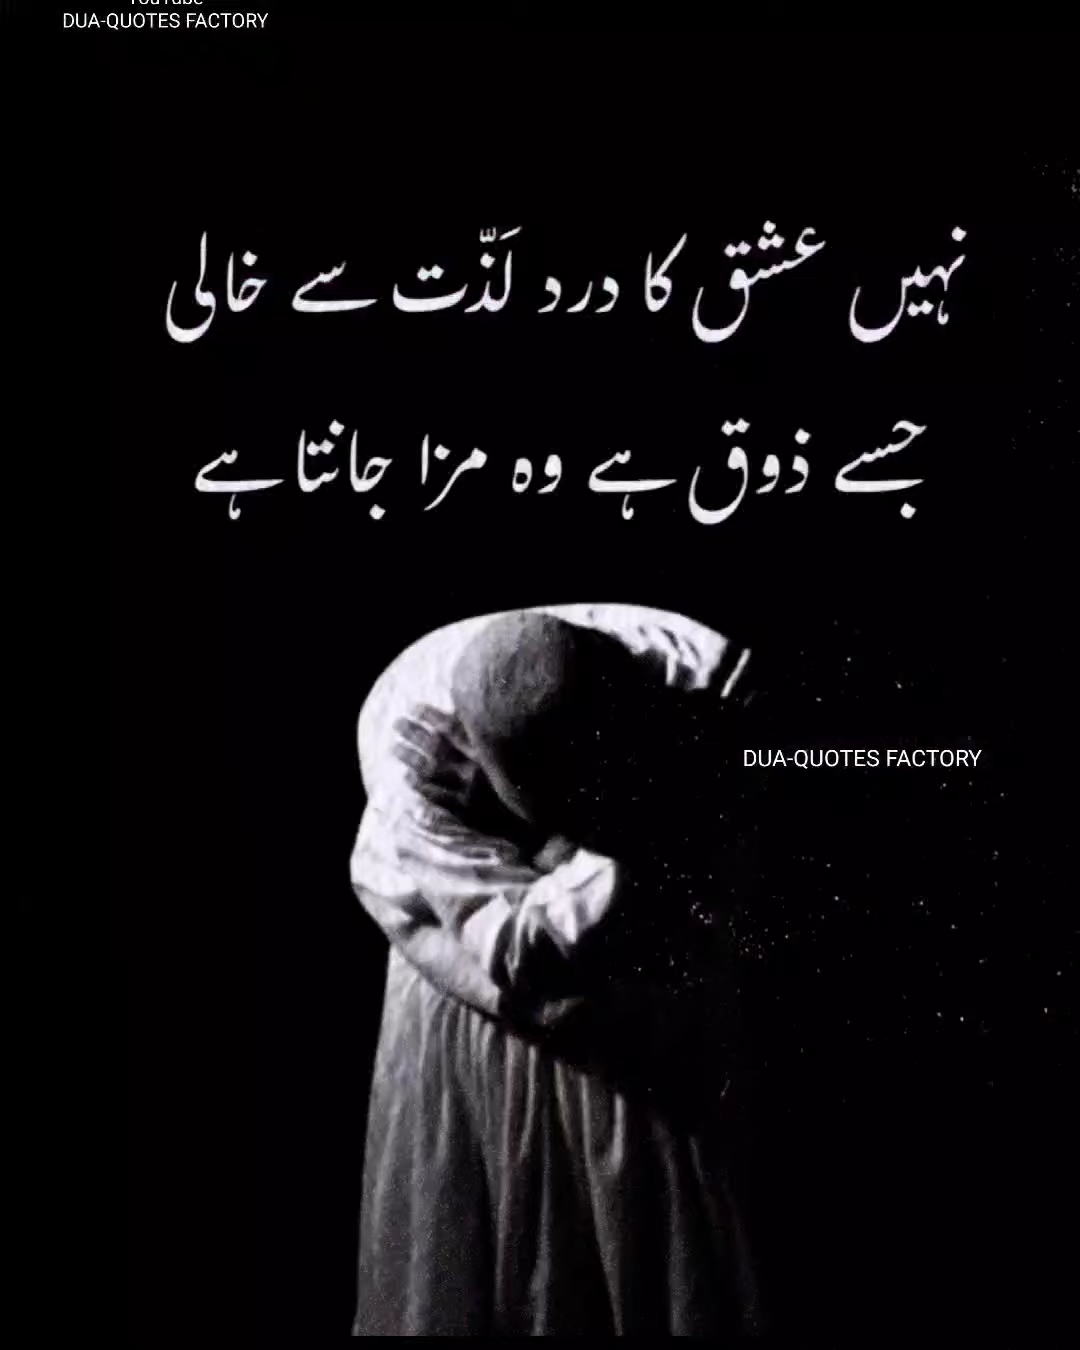 YouTube
DUA-QUOTES FACTORY
نہیں عشق کا درد لَذّت سے خالی
جسے ذوق ہے وہ مزا جانتا ہے
DUA-QUOTES FACTORY